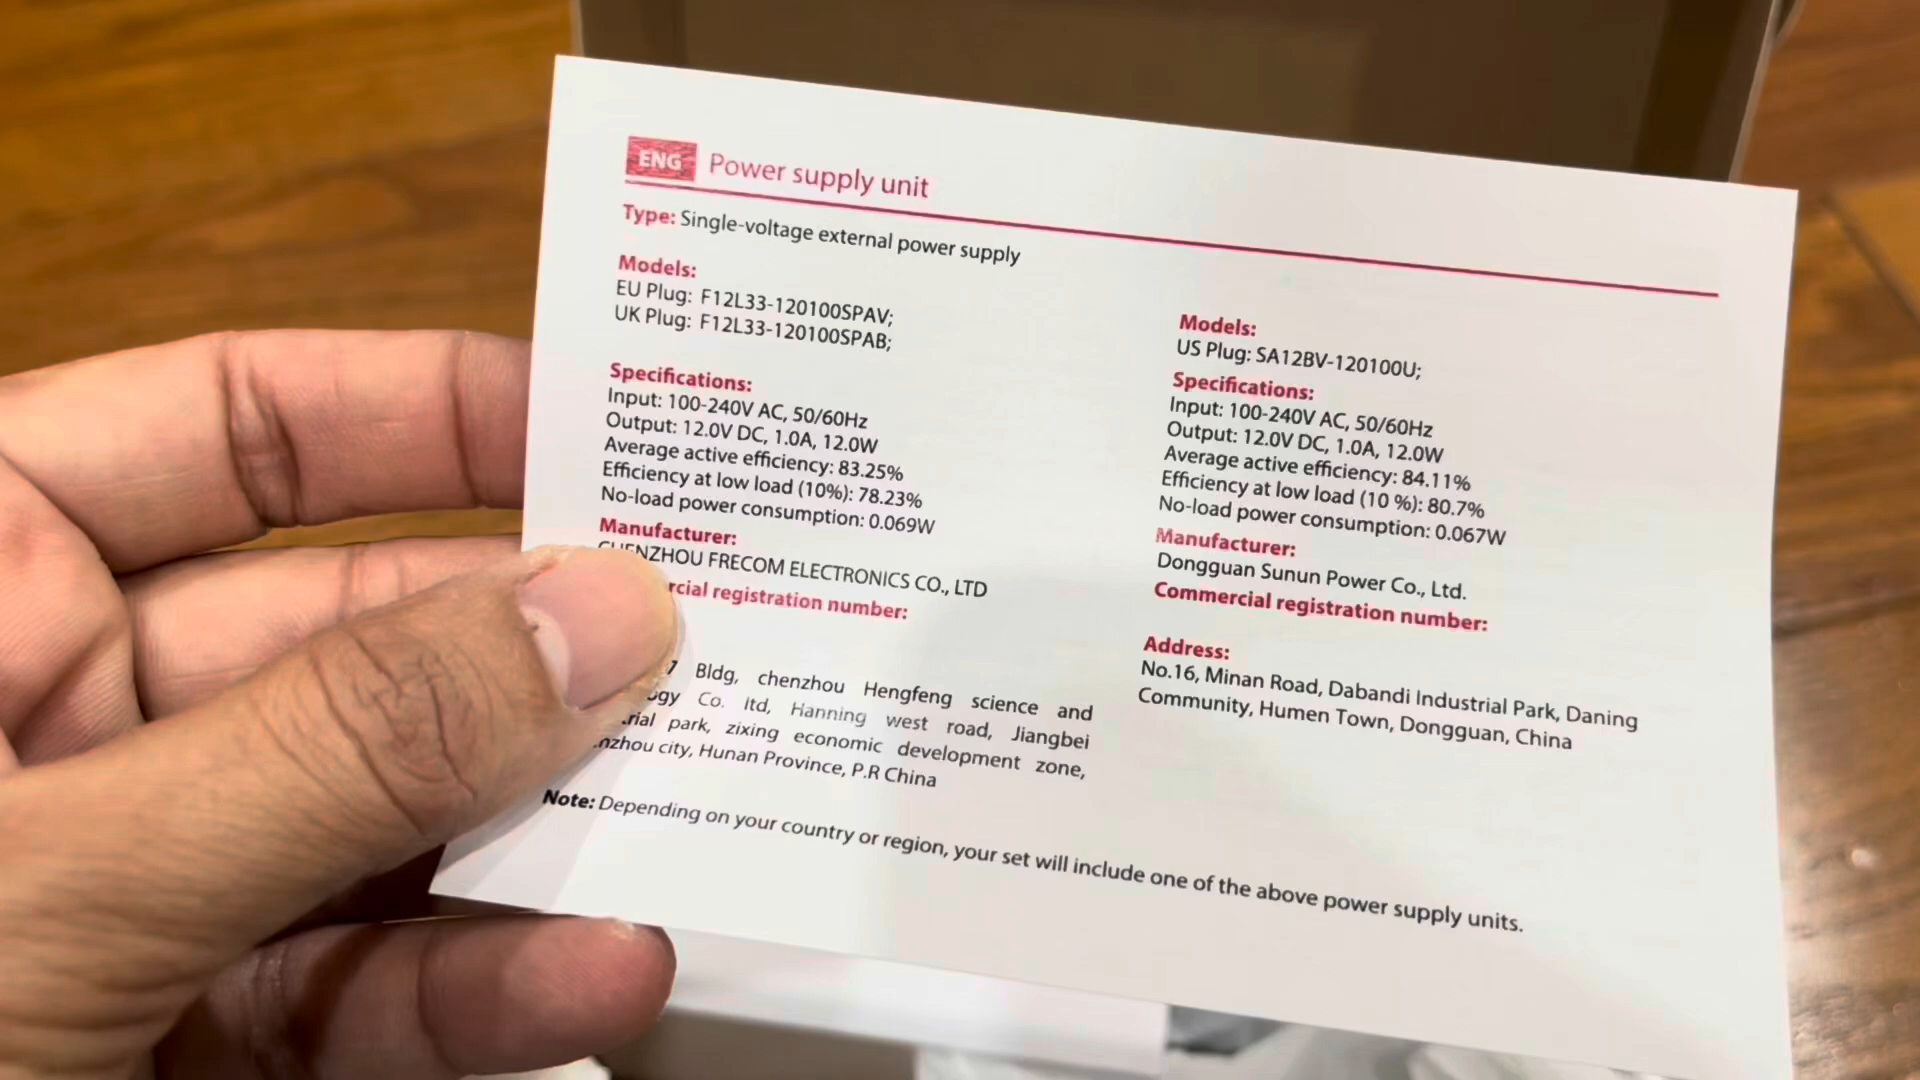 ENG Power supply unit
Type: Single-voltage external power supply
Models:
EU Plug: F12L33-120100SPAV;
UK Plug: F12L33-120100SPAB;
Specifications:
Input: 100-240V AC, 50/60Hz
Output: 12.0V DC, 1.0A, 12.0W
Average active efficiency: 83.25%
Efficiency at low load (10%): 78.23%
No-load power consumption: 0.069W
Manufacturer:
FRECOM ELECTRONICS CO., LTD
registration number:
Bldg, chenzhou Hengfeng science and
Co. ltd, Hanning west road, Jiangbei
park, zixing economic development zone,
city, Hunan Province, P.R China
Models:
US Plug: SA12BV-120100U;
Specifications:
Input: 100-240V AC, 50/60Hz
Output: 12.0V DC, 1.0A, 12.0W
Average active efficiency: 84.11%
Efficiency at low load (10 %): 80.7%
No-load power consumption: 0.067W
Manufacturer:
Dongguan Sunun Power Co., Ltd.
Commercial registration number:
Address:
No.16, Minan Road, Dabandi Industrial Park, Daning
Community, Humen Town, Dongguan, China
Note: Depending on your country or region, your set will include one of the above power supply units.